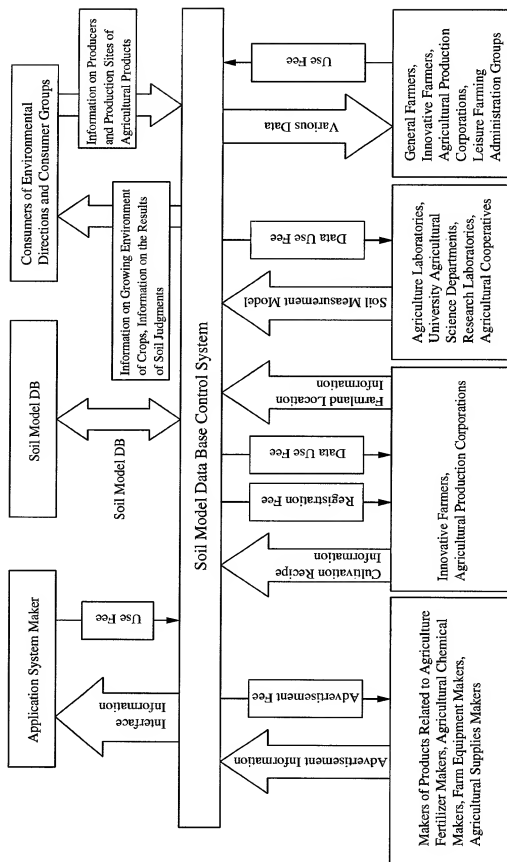 Application System Maker
Soil Model DB
Consumers of Environmental
Directions and Consumer Groups
Interface
Information
Use Fee
Soil Model DB
Information on Growing Environment
of Crops, Information on the Results
of Soil Judgments
Information on Producers
and Production Sites of
Agricultural Products
Soil Model Data Base Control System
Advertisement Information
Advertisement Fee
Cultivation Recipe
Information
Registration Fee
Data Use Fee
Farmland Location
Information
Soil Measurement Model
Data Use Fee
Various Data
Use Fee
Makers of Products Related to Agriculture
Fertilizer Makers, Agricultural Chemical
Makers, Farm Equipment Makers,
Agricultural Supplies Makers
Innovative Farmers,
Agricultural Production Corporations
Agriculture Laboratories,
University Agricultural
Science Departments,
Research Laboratories,
Agricultural Cooperatives
General Farmers,
Innovative Farmers,
Agricultural Production
Corporations,
Leisure Farming
Administration Groups